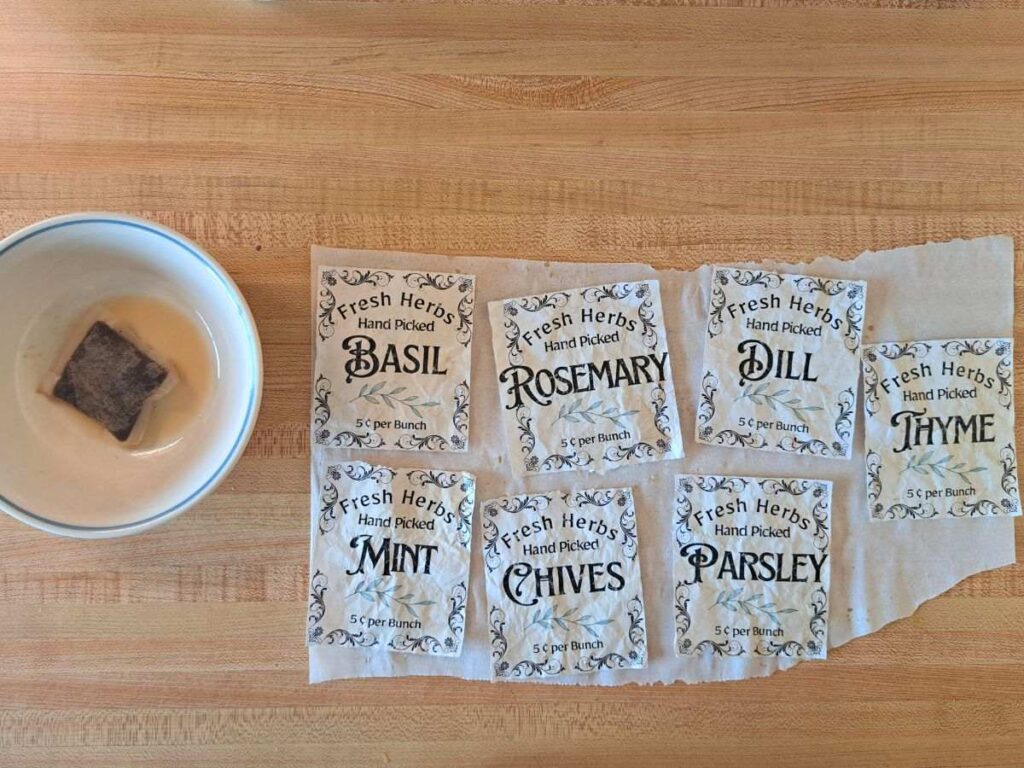 Fresh Herbs
Hand Picked
BASIL
5¢ per Bunch
Fresh Herbs
Hand Picked
ROSEMARY
5¢ per Bunch
Fresh Herbs
Hand Picked
DILL
5¢ per Bunch
Fresh Herbs
Hand Picked
THYME
5¢ per Bunch
Fresh Herbs
Hand Picked
MINT
5¢ per Bunch
Fresh Herbs
Hand Picked
CHIVES
5¢ per Bunch
Fresh Herbs
Hand Picked
PARSLEY
5¢ per Bunch